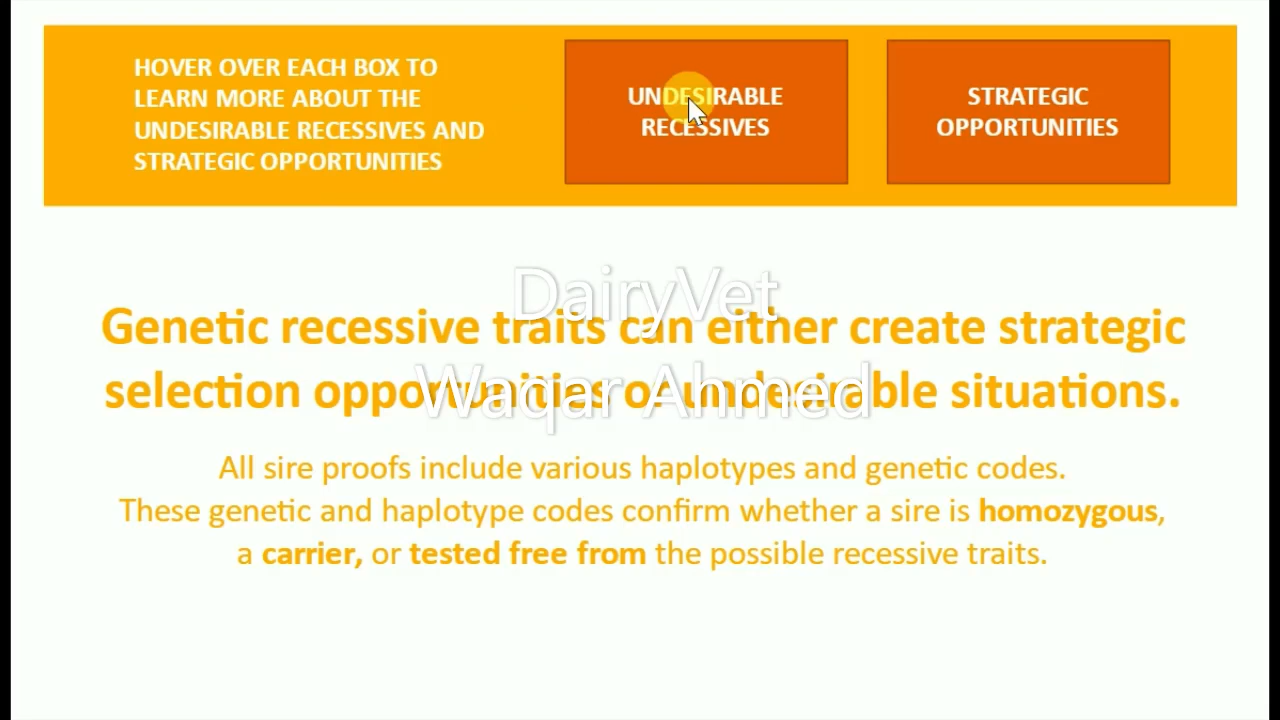 HOVER OVER EACH BOX TO
LEARN MORE ABOUT THE
UNDESIRABLE RECESSIVES AND
STRATEGIC OPPORTUNITIES
UNDESIRABLE
RECESSIVES
STRATEGIC
OPPORTUNITIES
DairyVet
Genetic recessive traits can either create strategic
Waqar Ahmed
selection opportunities or undesirable situations.
All sire proofs include various haplotypes and genetic codes.
These genetic and haplotype codes confirm whether a sire is homozygous,
a carrier, or tested free from the possible recessive traits.